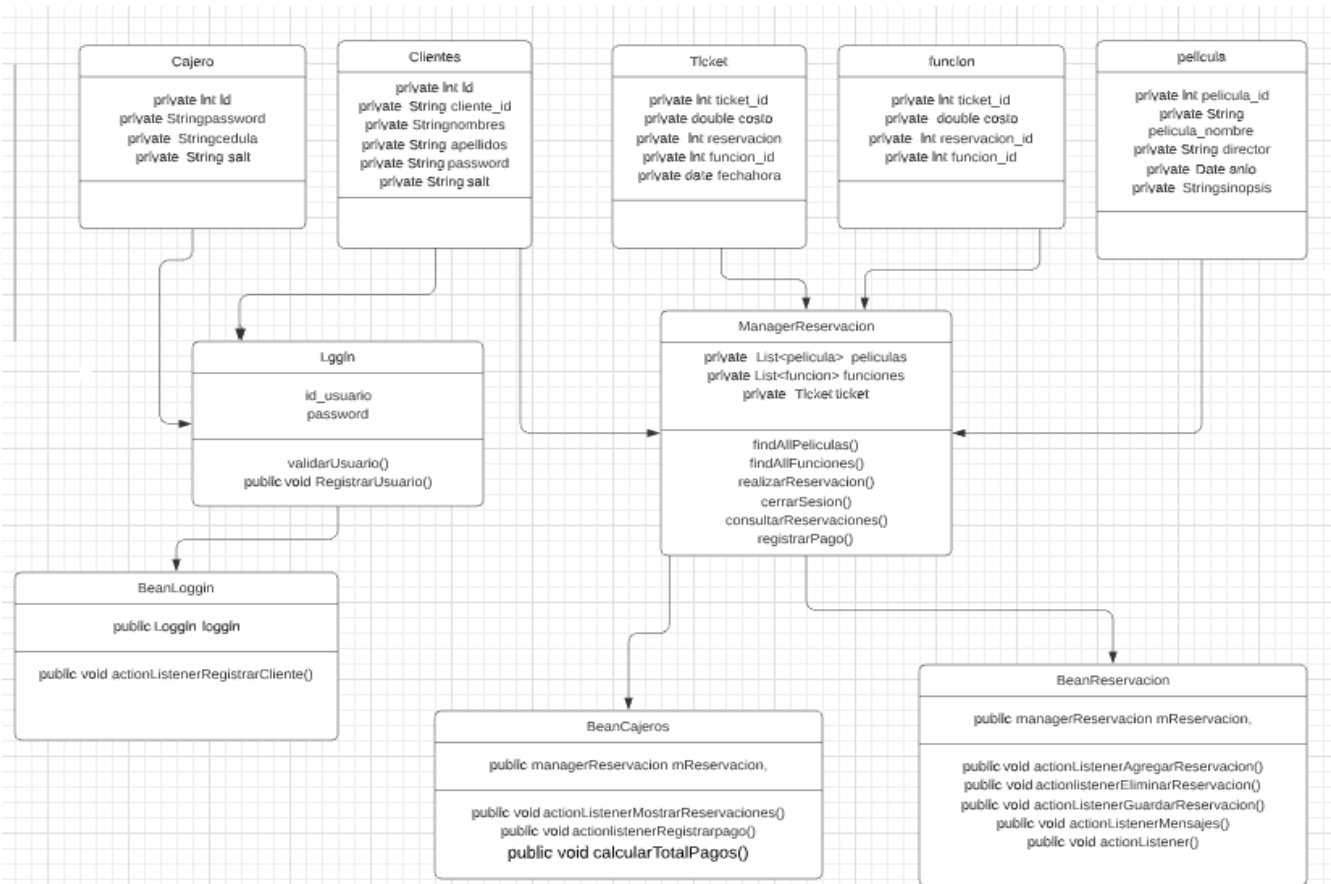 Cajero
private Int Id
private Stringpassword
private Stringcedula
private String salt
Clientes
private Int Id
private String cliente_id
private Stringnombres
private String apellidos
private String password
private String salt
Ticket
private Int ticket_id
private double costo
private Int reservacion
private Int funcion_id
private date fechahora
funcion
private Int ticket_id
private double costo
private Int reservacion_id
private Int funcion_id
pelicula
private Int pelicula_id
private String
pelicula_nombre
private String director
private Date anio
private Stringsinopsis
Loggin
id_usuario
password
validarUsuario()
public void RegistrarUsuario()
ManagerReservacion
private List<pelicula> peliculas
private List<funcion> funciones
private Ticket ticket
findAllPeliculas()
findAllFunciones()
realizarReservacion()
cerrarSesion()
consultarReservaciones()
registrarPago()
BeanLoggin
public Loggin loggin
public void actionListenerRegistrarCliente()
BeanCajeros
public managerReservacion mReservacion,
public void actionListenerMostrarReservaciones()
public void actionlistenerRegistrarpago()
public void calcularTotalPagos()
BeanReservacion
public managerReservacion mReservacion,
public void actionListenerAgregarReservacion()
public void actionlistenerEliminarReservacion()
public void actionListenerGuardarReservacion()
public void actionListenerMensajes()
public void actionListener()